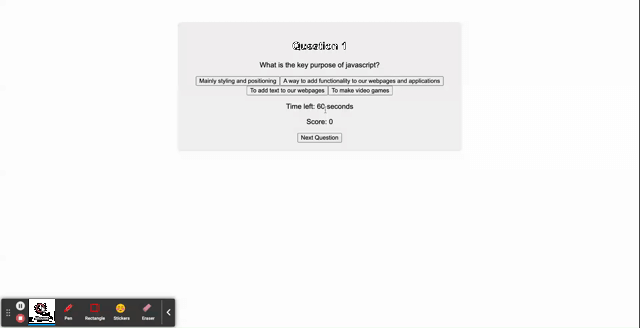 Question 1
What is the key purpose of javascript?
Mainly styling and positioning A way to add functionality to our webpages and applications
To add text to our webpages To make video games
Time left: 60 seconds
Score: 0
Next Question
Pen Rectangle Stickers Eraser